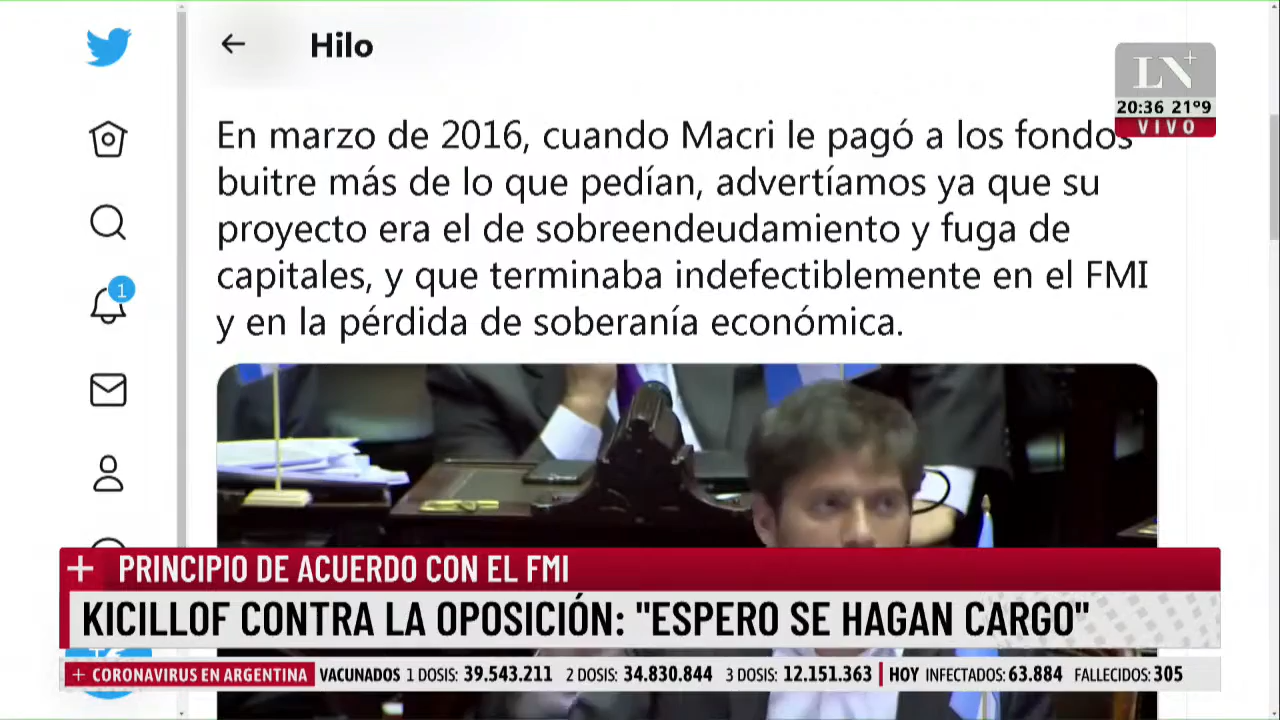 Hilo
LN+
20:36 21°9
VIVO
En marzo de 2016, cuando Macri le pagó a los fondos
buitre más de lo que pedían, advertíamos ya que su
proyecto era el de sobreendeudamiento y fuga de
capitales, y que terminaba indefectiblemente en el FMI
y en la pérdida de soberanía económica.
1
+ PRINCIPIO DE ACUERDO CON EL FMI
KICILLOF CONTRA LA OPOSICIÓN: "ESPERO SE HAGAN CARGO"
+ CORONAVIRUS EN ARGENTINA VACUNADOS 1 DOSIS: 39.543.211 2 DOSIS: 34.830.844 3 DOSIS: 12.151.363 HOY INFECTADOS: 63.884 FALLECIDOS: 305